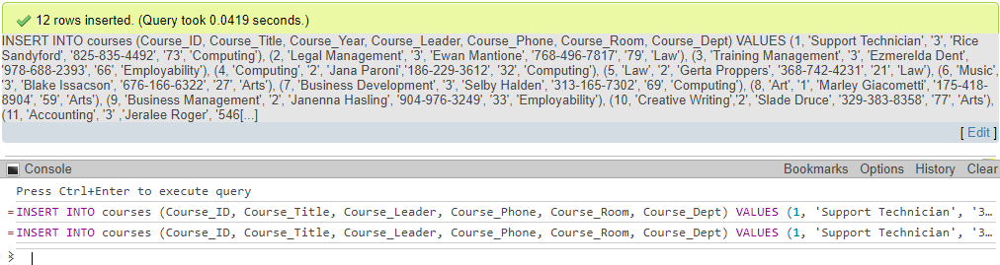 12 rows inserted. (Query took 0.0419 seconds.)
INSERT INTO courses (Course_ID, Course_Title, Course_Year, Course_Leader, Course_Phone, Course_Room, Course_Dept) VALUES (1, 'Support Technician', '3', 'Rice
Sandyford', '825-835-4492', '73', 'Computing'), (2, 'Legal Management', '3', 'Ewan Mantione', '768-496-7817', '79', 'Law'), (3, 'Training Management', '3', 'Ezmerelda Dent',
'978-688-2393', '66', 'Employability'), (4, 'Computing', '2', 'Jana Paroni','186-229-3612', '32', 'Computing'), (5, 'Law', '2', 'Gerta Proppers', '368-742-4231', '21', 'Law'), (6, 'Music',
'3', 'Blake Issacson', '676-166-6322', '27', 'Arts'), (7, 'Business Development', '3', 'Selby Halden', '313-165-7302', '69', 'Computing'), (8, 'Art', '1', 'Marley Giacometti', '175-418-
8904', '59', 'Arts'), (9, 'Business Management', '2', 'Janenna Hasling', '904-976-3249', '33', 'Employability'), (10, 'Creative Writing','2', 'Slade Druce', '329-383-8358', '77', 'Arts'),
(11, 'Accounting', '3' ,'Jeralee Roger', '546[...]
[ Edit ]
Console Bookmarks Options History Clear
Press Ctrl+Enter to execute query
=INSERT INTO courses (Course_ID, Course_Title, Course_Leader, Course_Phone, Course_Room, Course_Dept) VALUES (1, 'Support Technician', '3…
=INSERT INTO courses (Course_ID, Course_Title, Course_Leader, Course_Phone, Course_Room, Course_Dept) VALUES (1, 'Support Technician', '3…